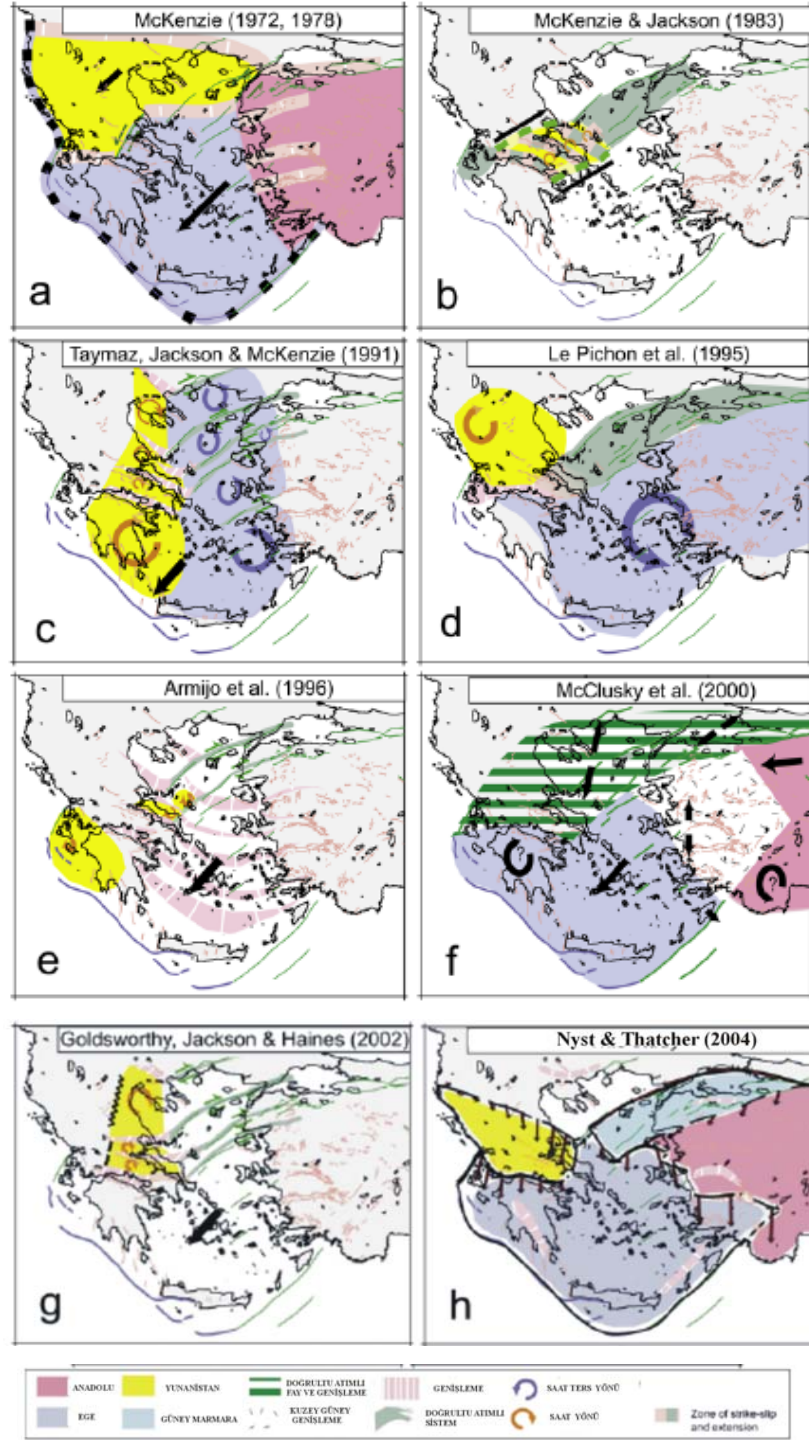 McKenzie (1972, 1978)
McKenzie & Jackson (1983)
a
b
Taymaz, Jackson & McKenzie (1991)
Le Pichon et al. (1995)
c
d
Armijo et al. (1996)
McClusky et al. (2000)
e
f
Goldsworthy, Jackson & Haines (2002)
Nyst & Thatcher (2004)
g
h
ANADOLU
YUNANİSTAN
DOĞRULTU ATIMLI
FAY VE GENİŞLEME
GENİŞLEME
SAAT TERS YÖNÜ
EGE
GÜNEY MARMARA
KUZEY GÜNEY
GENİŞLEME
DOĞRULTU ATIMLI
SİSTEM
SAAT YÖNÜ
Zone of strike-slip
and extension